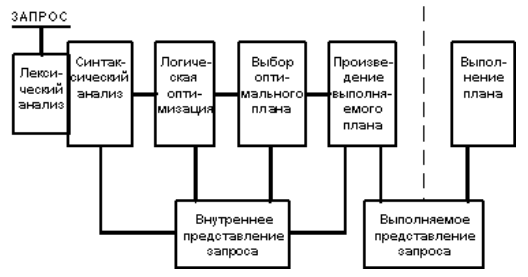 ЗАПРОС
Лекси-
ческий
анализ
Синтак-
сический
анализ
Логиче-
ская
опти-
мизация
Выбор
опти-
мального
плана
Произве-
дение
выполня-
емого
плана
Выпол-
нение
плана
Внутреннее
представление
запроса
Выполняемое
представление
запроса